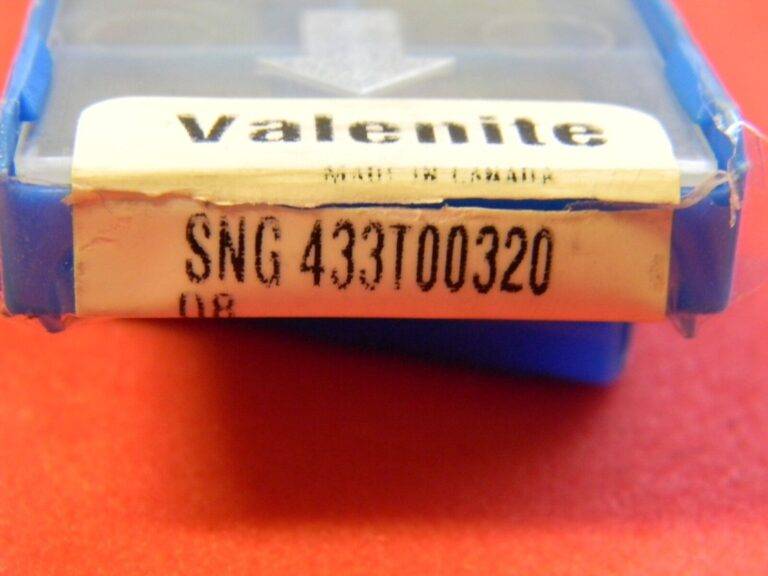 Valenite
MADE IN CANADA
SNG 433T00320
08